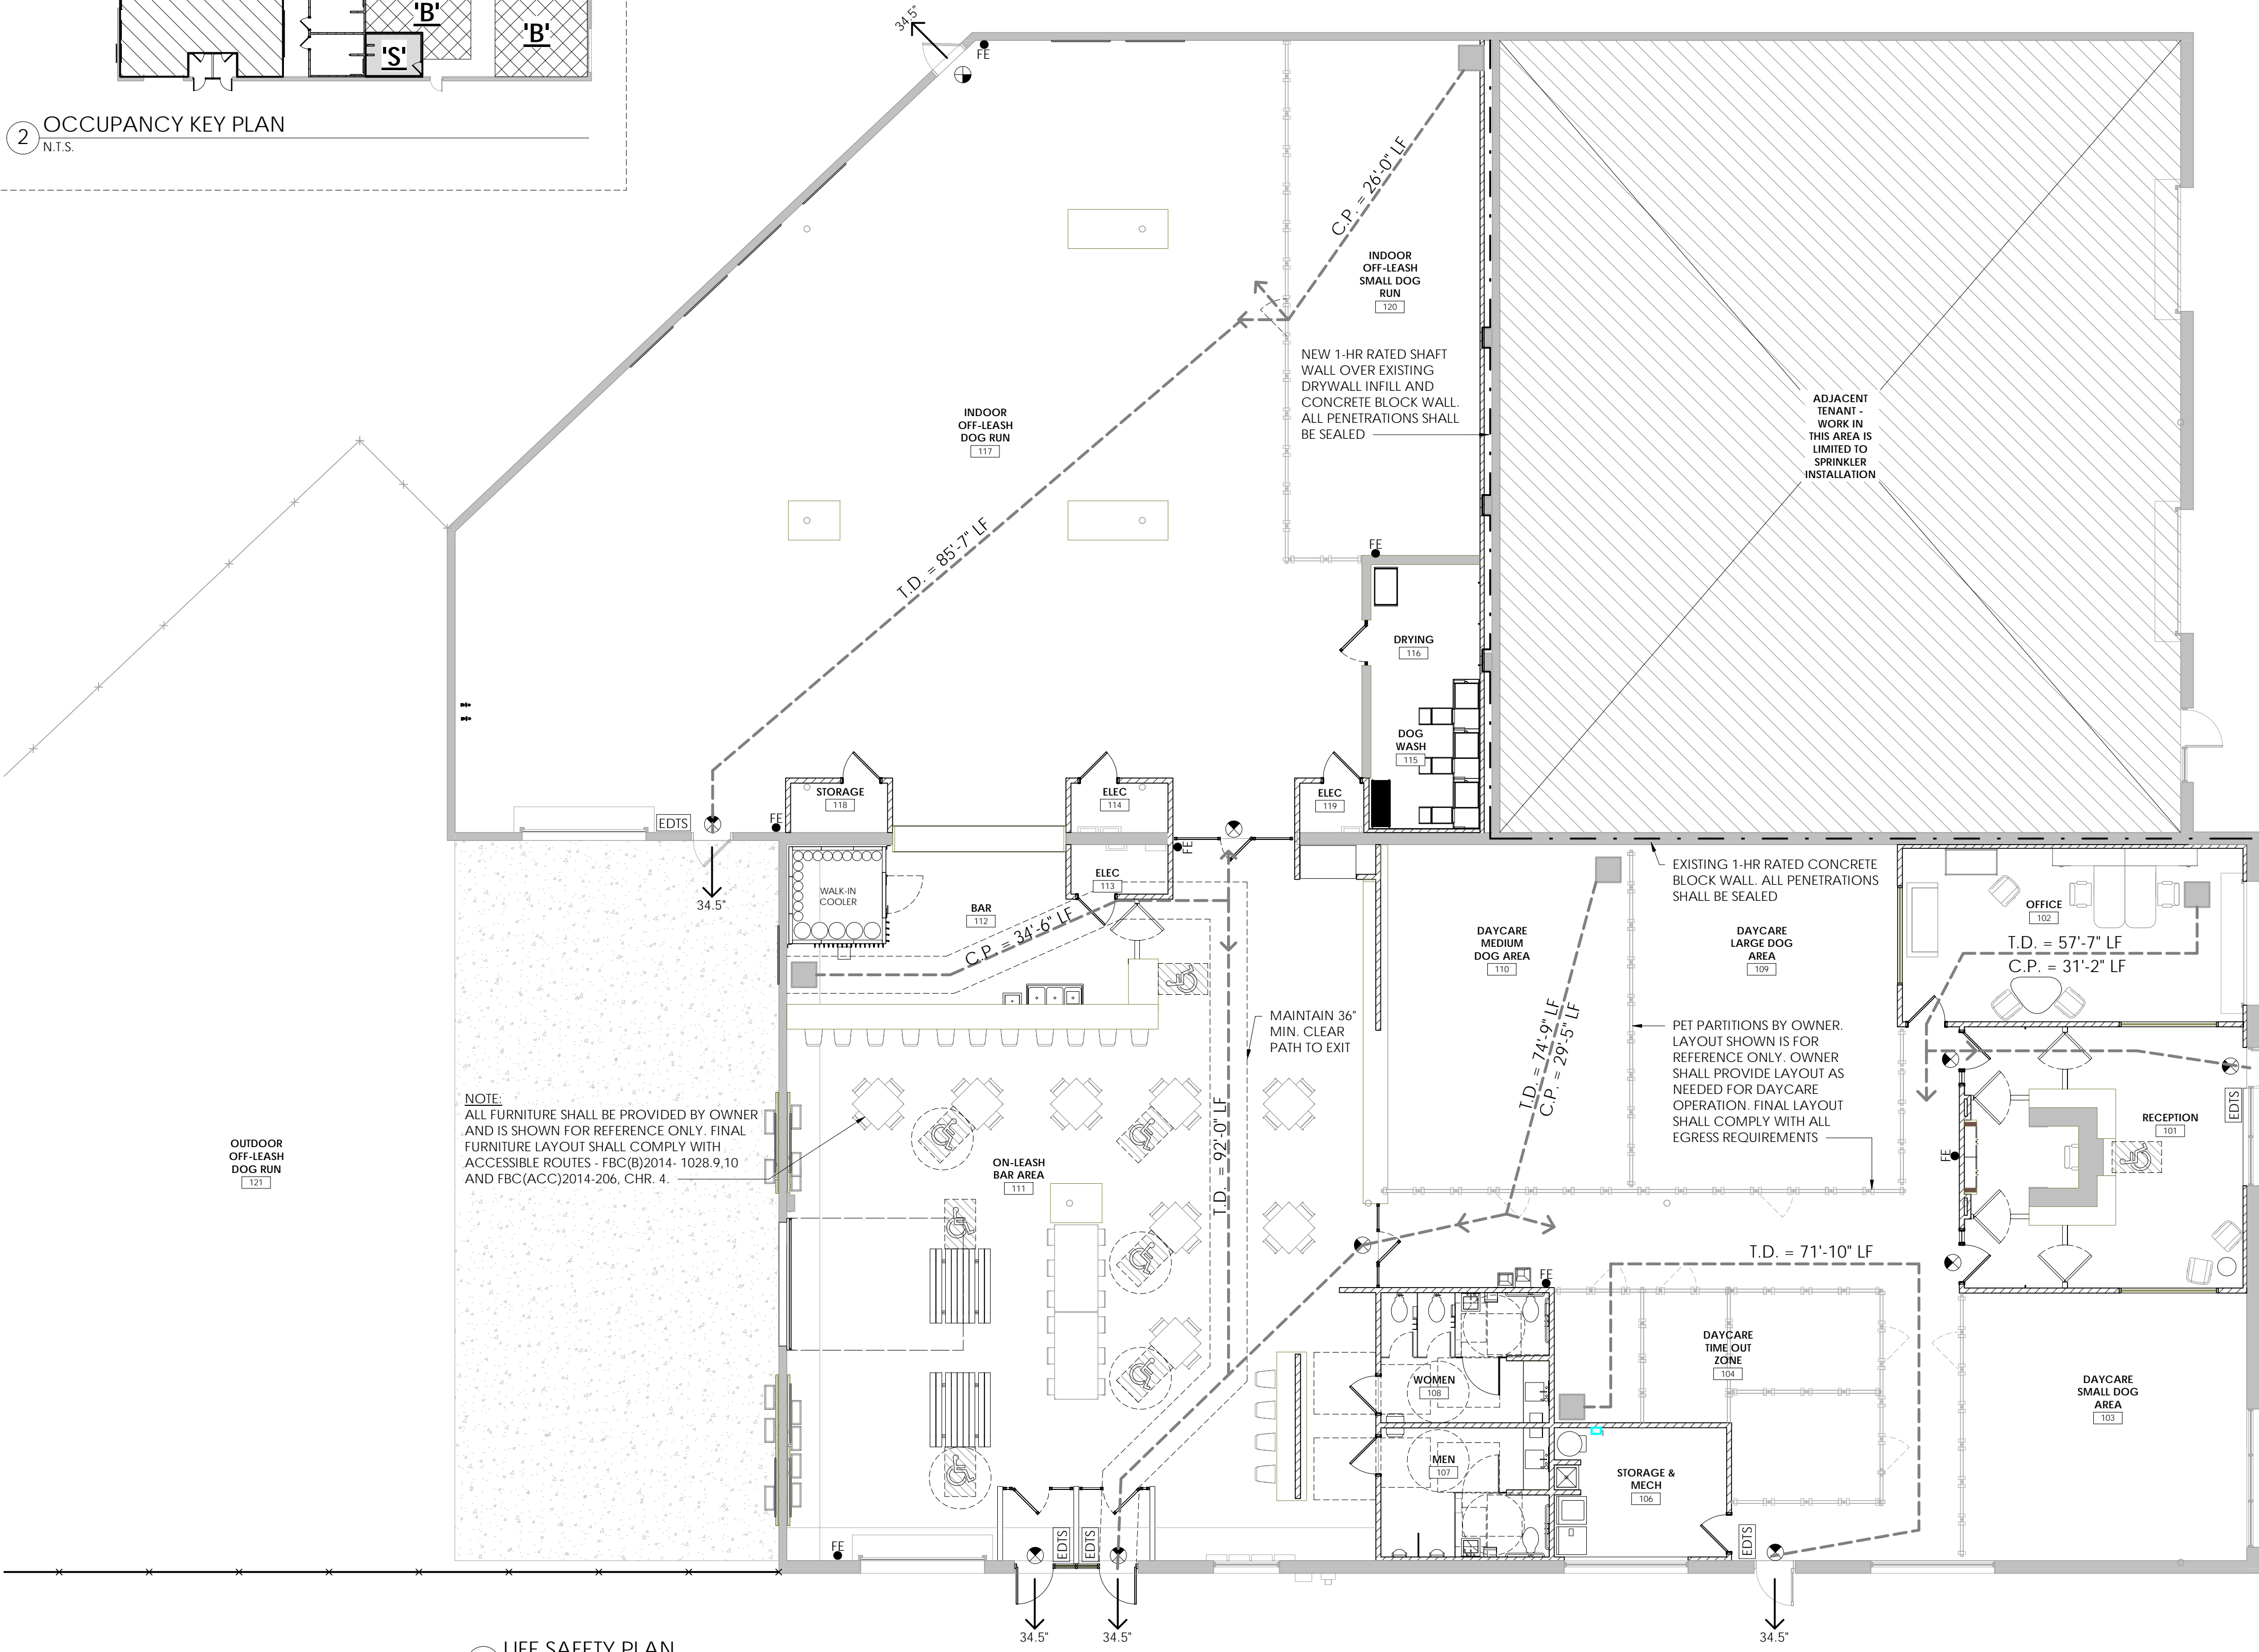 'B'
'B'
'S'
2
OCCUPANCY KEY PLAN
N.T.S.
34.5"
FE
C.P. = 26'-0" LF
INDOOR
OFF-LEASH
SMALL DOG
RUN
120
NEW 1-HR RATED SHAFT
WALL OVER EXISTING
DRYWALL INFILL AND
CONCRETE BLOCK WALL.
ALL PENETRATIONS SHALL
BE SEALED
ADJACENT
TENANT -
WORK IN
THIS AREA IS
LIMITED TO
SPRINKLER
INSTALLATION
INDOOR
OFF-LEASH
DOG RUN
117
T.D. = 85'-7" LF
FE
DRYING
116
DOG
WASH
115
STORAGE
118
ELEC
114
ELEC
119
EDTS
FE
FE
34.5"
WALK-IN
COOLER
ELEC
113
BAR
112
C.P. = 34'-6" LF
EXISTING 1-HR RATED CONCRETE
BLOCK WALL. ALL PENETRATIONS
SHALL BE SEALED
OFFICE
102
T.D. = 57'-7" LF
C.P. = 31'-2" LF
DAYCARE
MEDIUM
DOG AREA
110
DAYCARE
LARGE DOG
AREA
109
MAINTAIN 36"
MIN. CLEAR
PATH TO EXIT
T.D. = 74'-9" LF
C.P. = 29'-5" LF
PET PARTITIONS BY OWNER.
LAYOUT SHOWN IS FOR
REFERENCE ONLY. OWNER
SHALL PROVIDE LAYOUT AS
NEEDED FOR DAYCARE
OPERATION. FINAL LAYOUT
SHALL COMPLY WITH ALL
EGRESS REQUIREMENTS
EDTS
RECEPTION
101
FE
NOTE:
ALL FURNITURE SHALL BE PROVIDED BY OWNER
AND IS SHOWN FOR REFERENCE ONLY. FINAL
FURNITURE LAYOUT SHALL COMPLY WITH
ACCESSIBLE ROUTES - FBC(B)2014- 1028.9,10
AND FBC(ACC)2014-206, CHR. 4.
OUTDOOR
OFF-LEASH
DOG RUN
121
ON-LEASH
BAR AREA
111
T.D. = 92'-0" LF
T.D. = 71'-10" LF
FE
DAYCARE
TIME OUT
ZONE
104
WOMEN
108
DAYCARE
SMALL DOG
AREA
103
MEN
107
STORAGE &
MECH
106
FE
EDTS
EDTS
EDTS
34.5"
34.5"
34.5"
LIFE SAFETY PLAN